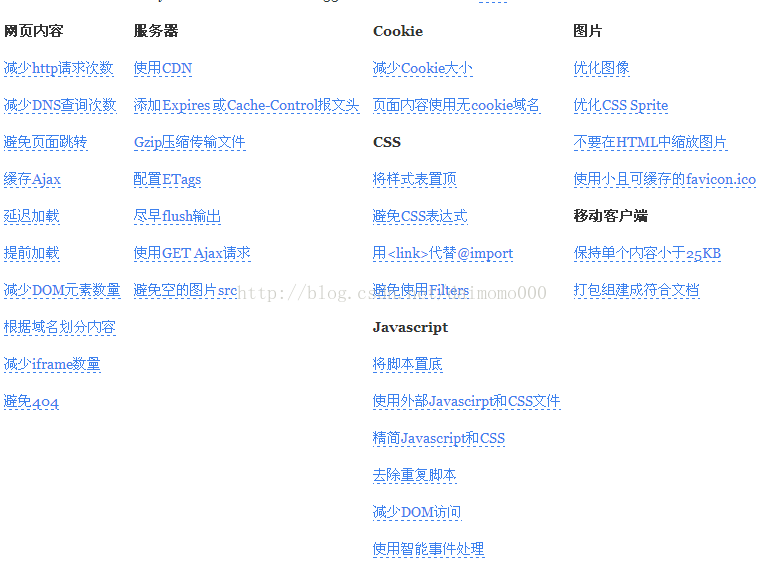 网页内容
减少http请求次数
减少DNS查询次数
避免页面跳转
缓存Ajax
延迟加载
提前加载
减少DOM元素数量
根据域名划分内容
减少iframe数量
避免404
服务器
使用CDN
添加Expires 或Cache-Control报文头
Gzip压缩传输文件
配置ETags
尽早flush输出
使用GET Ajax请求
避免空的图片src
Cookie
减少Cookie大小
页面内容使用无cookie域名
CSS
将样式表置顶
避免CSS表达式
用<link>代替@import
避免使用Filters
Javascript
将脚本置底
使用外部Javascirpt和CSS文件
精简Javascript和CSS
去除重复脚本
减少DOM访问
使用智能事件处理
图片
优化图像
优化CSS Sprite
不要在HTML中缩放图片
使用小且可缓存的favicon.ico
移动客户端
保持单个内容小于25KB
打包组建成符合文档